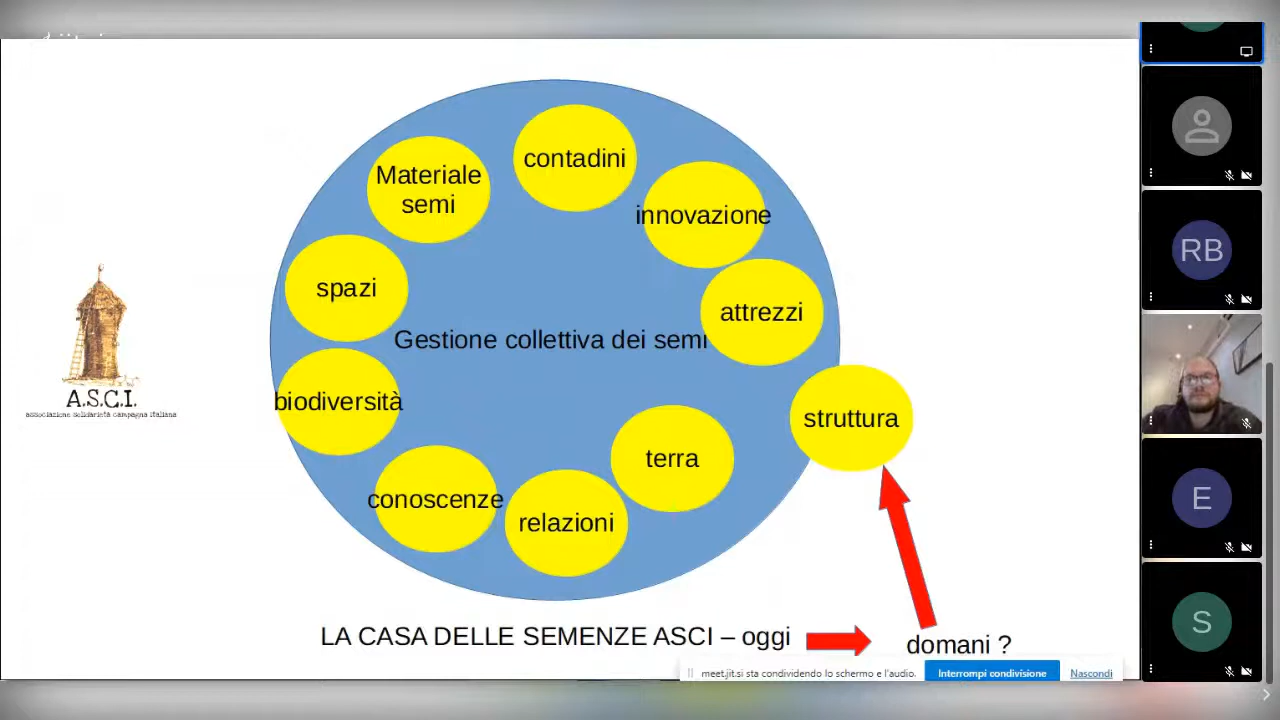 contadini
Materiale
semi
innovazione
spazi
attrezzi
Gestione collettiva dei semi
biodiversità
struttura
terra
conoscenze
relazioni
A.S.C.I.
associazione solidarietà campagna italiana
LA CASA DELLE SEMENZE ASCI – oggi
domani ?
meet.jit.si sta condividendo lo schermo e l'audio.
Interrompi condivisione
Nascondi
RB
E
S